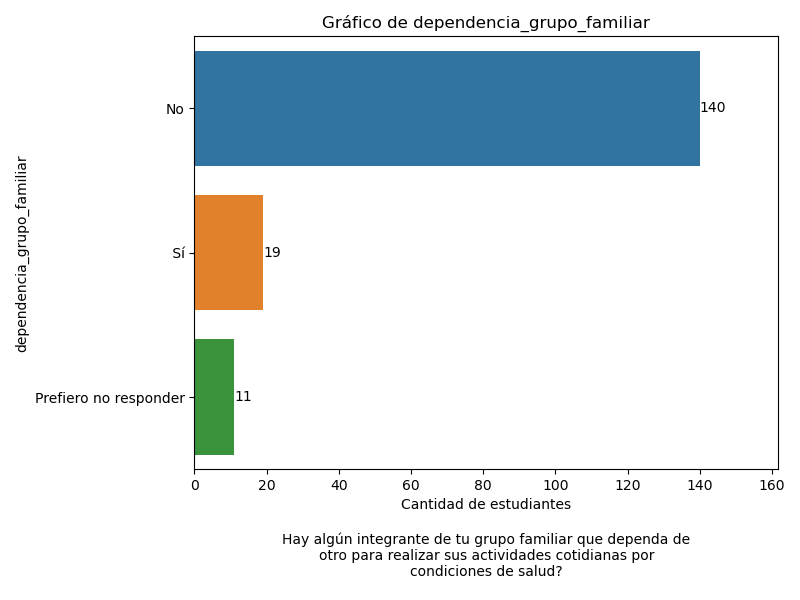 Gráfico de dependencia_grupo_familiar
dependencia_grupo_familiar
No
140
Sí
19
Prefiero no responder
11
0 20 40 60 80 100 120 140 160
Cantidad de estudiantes
Hay algún integrante de tu grupo familiar que dependa de
otro para realizar sus actividades cotidianas por
condiciones de salud?